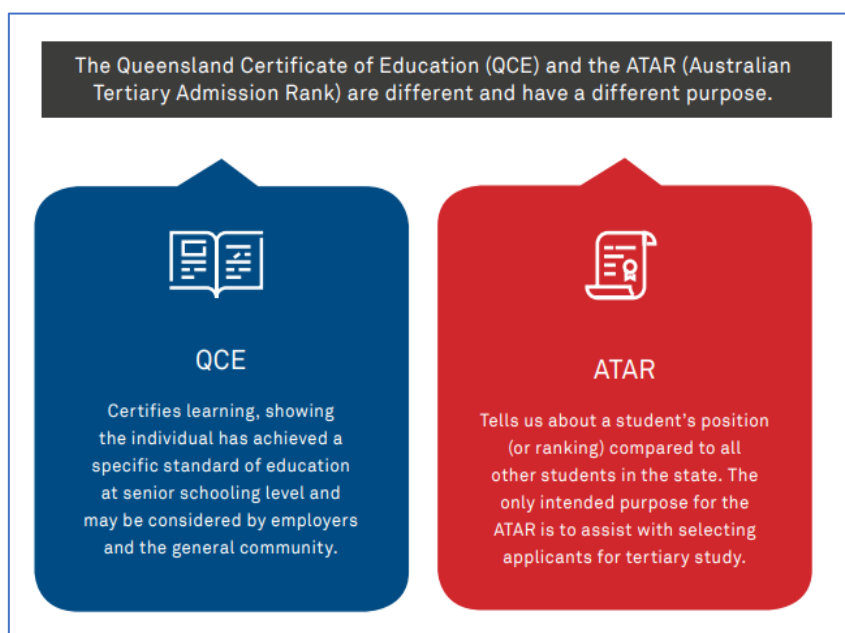 The Queensland Certificate of Education (QCE) and the ATAR (Australian
Tertiary Admission Rank) are different and have a different purpose.
QCE
Certifies learning, showing
the individual has achieved a
specific standard of education
at senior schooling level and
may be considered by employers
and the general community.
ATAR
Tells us about a student's position
(or ranking) compared to all
other students in the state. The
only intended purpose for the
ATAR is to assist with selecting
applicants for tertiary study.